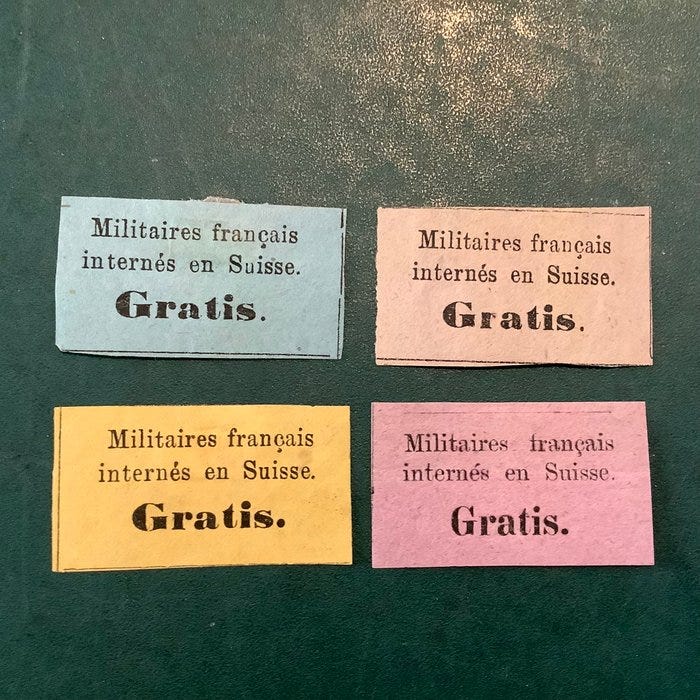 Militaires français
internés en Suisse.
Gratis.
Militaires français
internés en Suisse.
Gratis.
Militaires français
internés en Suisse.
Gratis.
Militaires français
internés en Suisse.
Gratis.